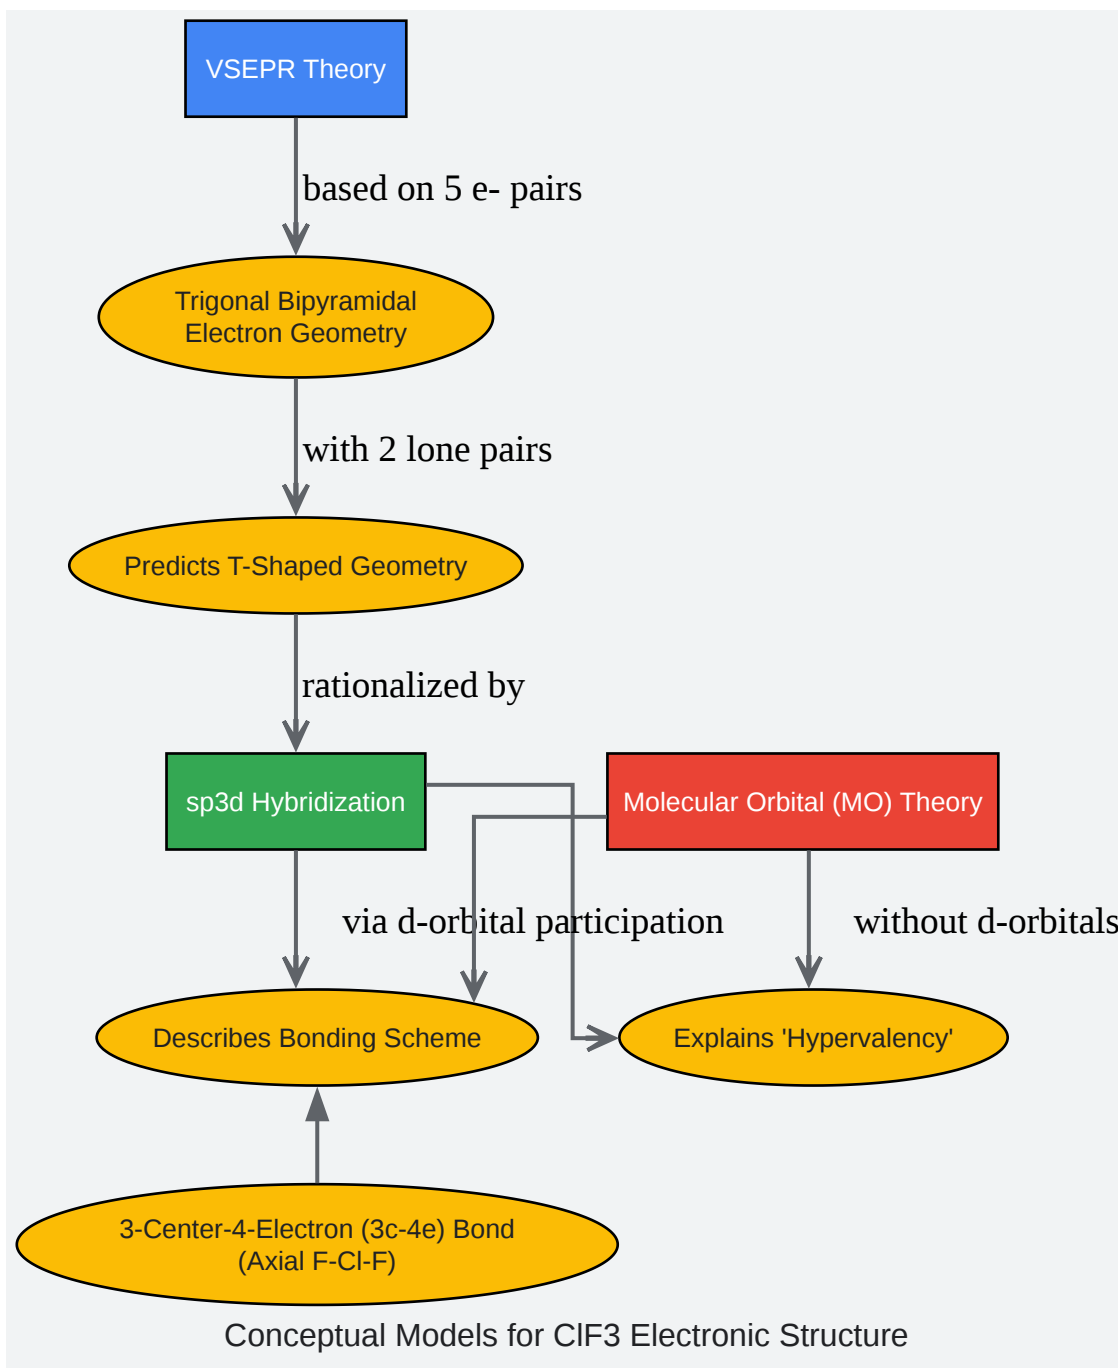 VSEPR Theory
based on 5 e- pairs
Trigonal Bipyramidal
Electron Geometry
with 2 lone pairs
Predicts T-Shaped Geometry
rationalized by
sp3d Hybridization
Molecular Orbital (MO) Theory
via d-orbital participation
without d-orbitals
Describes Bonding Scheme
Explains 'Hypervalency'
3-Center-4-Electron (3c-4e) Bond
(Axial F-Cl-F)
Conceptual Models for ClF3 Electronic Structure